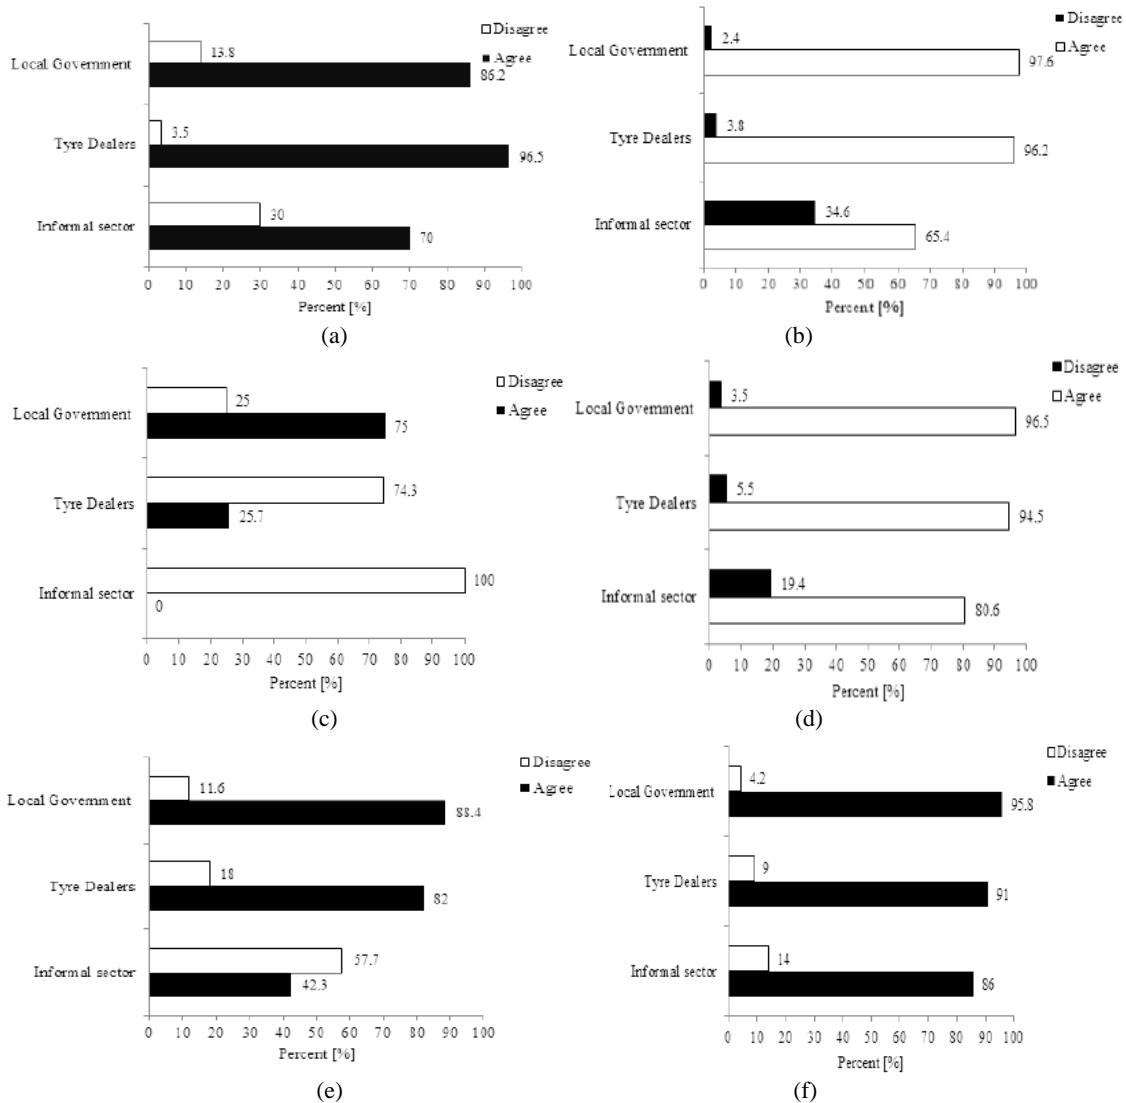 Disagree
Agree
Local Government
13.8
86.2
Tyre Dealers
3.5
96.5
Informal sector
30
70
0 10 20 30 40 50 60 70 80 90 100
Percent [%]
(a)
Disagree
Agree
Local Government
2.4
97.6
Tyre Dealers
3.8
96.2
Informal sector
34.6
65.4
0 10 20 30 40 50 60 70 80 90 100
Percent [%]
(b)
Disagree
Agree
Local Government
25
75
Tyre Dealers
74.3
25.7
Informal sector
100
0
0 10 20 30 40 50 60 70 80 90 100
Percent [%]
(c)
Disagree
Agree
Local Government
3.5
96.5
Tyre Dealers
5.5
94.5
Informal sector
19.4
80.6
0 10 20 30 40 50 60 70 80 90 100
Percent [%]
(d)
Disagree
Agree
Local Government
11.6
88.4
Tyre Dealers
18
82
Informal sector
57.7
42.3
0 10 20 30 40 50 60 70 80 90 100
Percent [%]
(e)
Disagree
Agree
Local Government
4.2
95.8
Tyre Dealers
9
91
Informal sector
14
86
0 10 20 30 40 50 60 70 80 90 100
Percent [%]
(f)